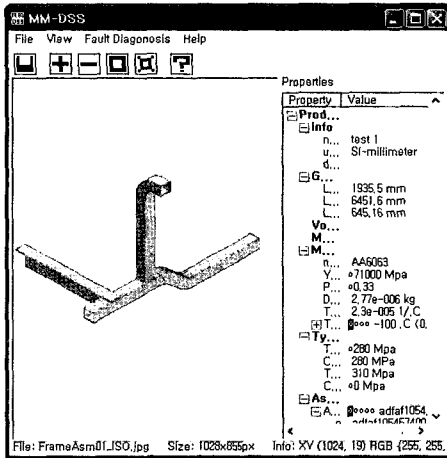 MM-DSS
File View Fault Diagonosis Help
Properties
Property Value
Prod...
Info
n... test 1
u... SI-millimeter
d...
G...
L... 1935,5 mm
L... 6451,6 mm
L... 645,16 mm
Vo...
M...
M...
n... AA6063
Y... 71000 Mpa
P... 0,33
D... 2,77e-006 kg
T... 2,3e-005 1/,C
T... -100 ,C (0,
Ty...
T... 280 Mpa
C... 280 MPa
T... 310 Mpa
C... 0 Mpa
As...
A... adfaf1054,
File: FrameAsm01_ISO.jpg Size: 1028x855px Info: XV (1024, 19) RGB (255, 255,